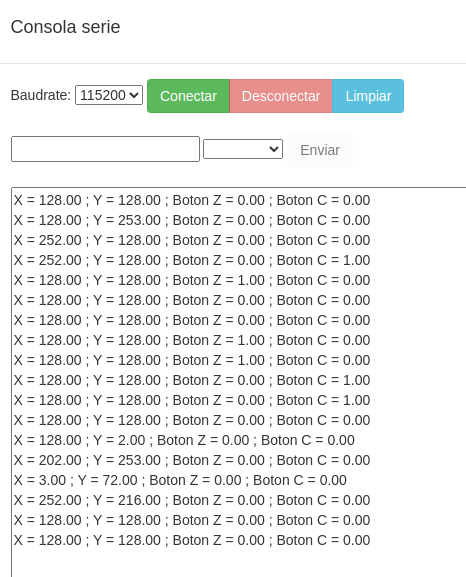 Consola serie
Baudrate: 115200 Conectar Desconectar Limpiar
Enviar
X = 128.00 ; Y = 128.00 ; Boton Z = 0.00 ; Boton C = 0.00
X = 128.00 ; Y = 253.00 ; Boton Z = 0.00 ; Boton C = 0.00
X = 252.00 ; Y = 128.00 ; Boton Z = 0.00 ; Boton C = 0.00
X = 252.00 ; Y = 128.00 ; Boton Z = 0.00 ; Boton C = 1.00
X = 128.00 ; Y = 128.00 ; Boton Z = 1.00 ; Boton C = 0.00
X = 128.00 ; Y = 128.00 ; Boton Z = 0.00 ; Boton C = 0.00
X = 128.00 ; Y = 128.00 ; Boton Z = 0.00 ; Boton C = 0.00
X = 128.00 ; Y = 128.00 ; Boton Z = 1.00 ; Boton C = 0.00
X = 128.00 ; Y = 128.00 ; Boton Z = 1.00 ; Boton C = 0.00
X = 128.00 ; Y = 128.00 ; Boton Z = 0.00 ; Boton C = 1.00
X = 128.00 ; Y = 128.00 ; Boton Z = 0.00 ; Boton C = 1.00
X = 128.00 ; Y = 128.00 ; Boton Z = 0.00 ; Boton C = 0.00
X = 128.00 ; Y = 2.00 ; Boton Z = 0.00 ; Boton C = 0.00
X = 202.00 ; Y = 253.00 ; Boton Z = 0.00 ; Boton C = 0.00
X = 3.00 ; Y = 72.00 ; Boton Z = 0.00 ; Boton C = 0.00
X = 252.00 ; Y = 216.00 ; Boton Z = 0.00 ; Boton C = 0.00
X = 128.00 ; Y = 128.00 ; Boton Z = 0.00 ; Boton C = 0.00
X = 128.00 ; Y = 128.00 ; Boton Z = 0.00 ; Boton C = 0.00